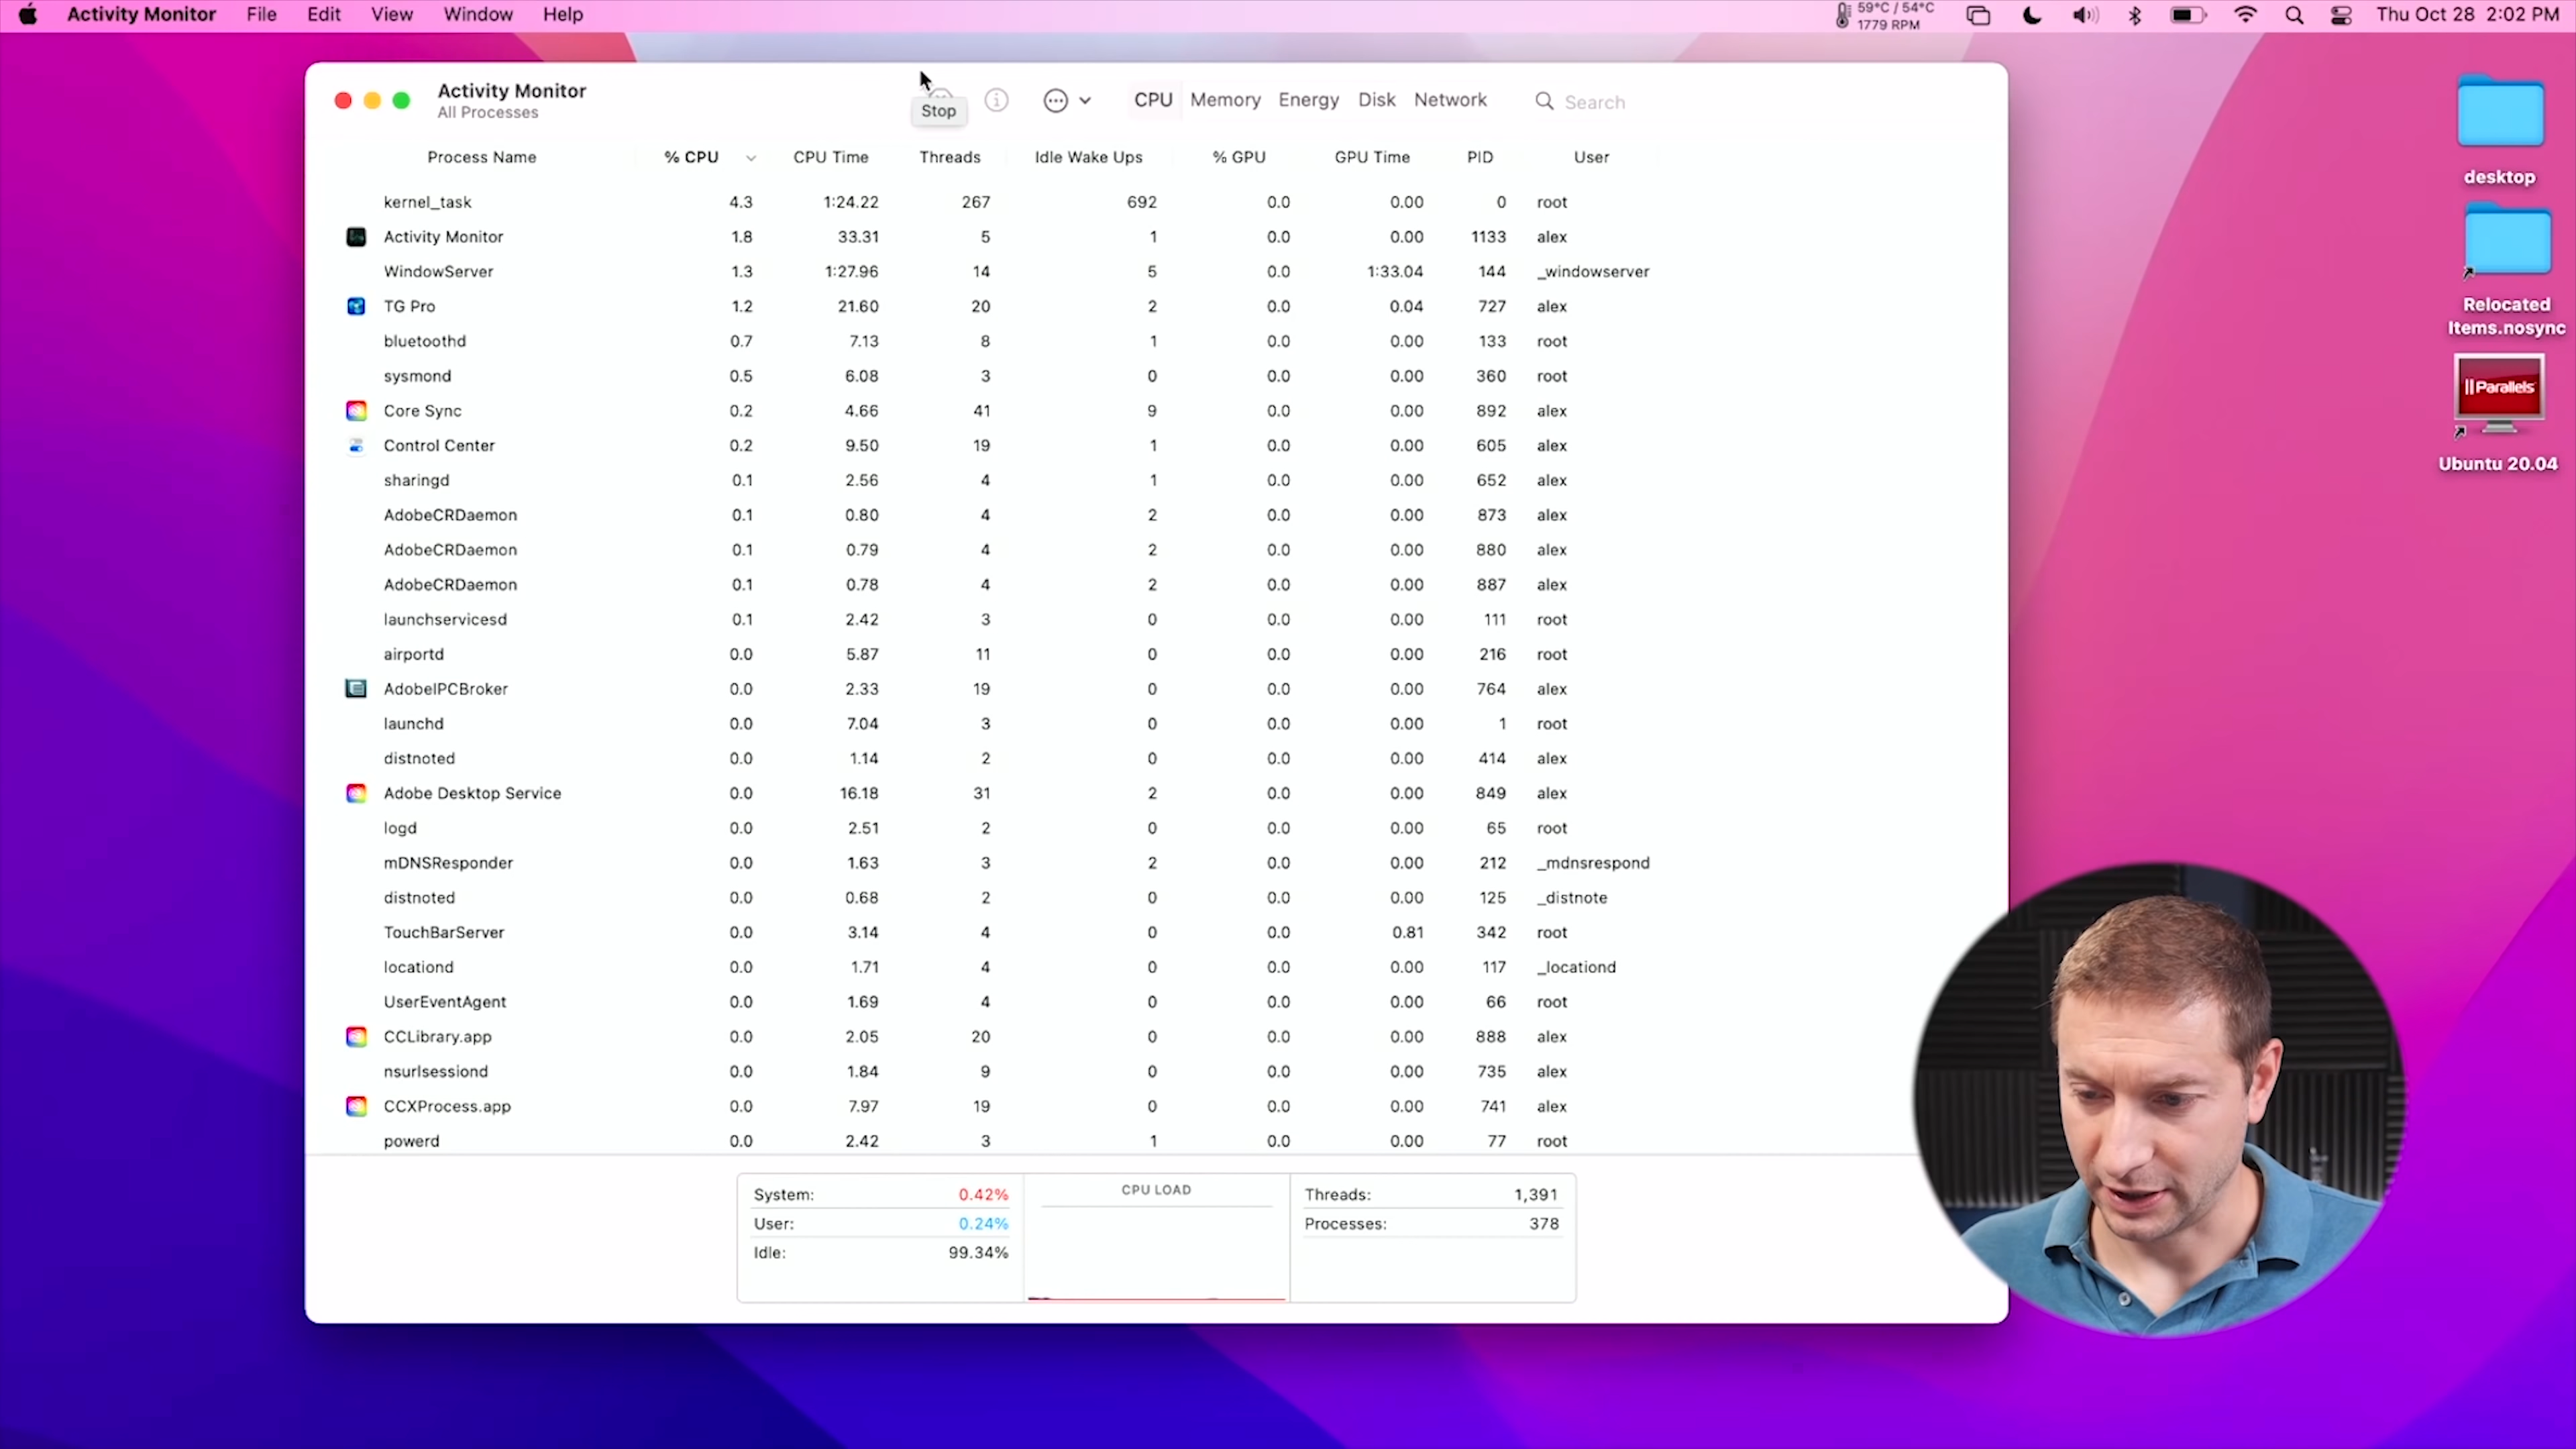 Activity Monitor File Edit View Window Help
59°C / 54°C
1779 RPM
Thu Oct 28 2:02 PM
Activity Monitor
All Processes
Stop
CPU Memory Energy Disk Network Search
Process Name % CPU CPU Time Threads Idle Wake Ups % GPU GPU Time PID User
kernel_task 4.3 1:24.22 267 692 0.0 0.00 0 root
Activity Monitor 1.8 33.31 5 1 0.0 0.00 1133 alex
WindowServer 1.3 1:27.96 14 5 0.0 1:33.04 144 _windowserver
TG Pro 1.2 21.60 20 2 0.0 0.04 727 alex
bluetoothd 0.7 7.13 8 1 0.0 0.00 133 root
sysmond 0.5 6.08 3 0 0.0 0.00 360 root
Core Sync 0.2 4.66 41 9 0.0 0.00 892 alex
Control Center 0.2 9.50 19 1 0.0 0.00 605 alex
sharingd 0.1 2.56 4 1 0.0 0.00 652 alex
AdobeCRDaemon 0.1 0.80 4 2 0.0 0.00 873 alex
AdobeCRDaemon 0.1 0.79 4 2 0.0 0.00 880 alex
AdobeCRDaemon 0.1 0.78 4 2 0.0 0.00 887 alex
launchservicesd 0.1 2.42 3 0 0.0 0.00 111 root
airportd 0.0 5.87 11 0 0.0 0.00 216 root
AdobeIPCBroker 0.0 2.33 19 0 0.0 0.00 764 alex
launchd 0.0 7.04 3 0 0.0 0.00 1 root
distnoted 0.0 1.14 2 0 0.0 0.00 414 alex
Adobe Desktop Service 0.0 16.18 31 2 0.0 0.00 849 alex
logd 0.0 2.51 2 0 0.0 0.00 65 root
mDNSResponder 0.0 1.63 3 2 0.0 0.00 212 _mdnsrespond
distnoted 0.0 0.68 2 0 0.0 0.00 125 _distnote
TouchBarServer 0.0 3.14 4 0 0.0 0.81 342 root
locationd 0.0 1.71 4 0 0.0 0.00 117 _locationd
UserEventAgent 0.0 1.69 4 0 0.0 0.00 66 root
CCLibrary.app 0.0 2.05 20 0 0.0 0.00 888 alex
nsurlsessiond 0.0 1.84 9 0 0.0 0.00 735 alex
CCXProcess.app 0.0 7.97 19 0 0.0 0.00 741 alex
powerd 0.0 2.42 3 1 0.0 0.00 77 root
System: 0.42% CPU LOAD Threads: 1,391
User: 0.24% Processes: 378
Idle: 99.34%
desktop
Relocated
Items.nosync
Parallels
Ubuntu 20.04